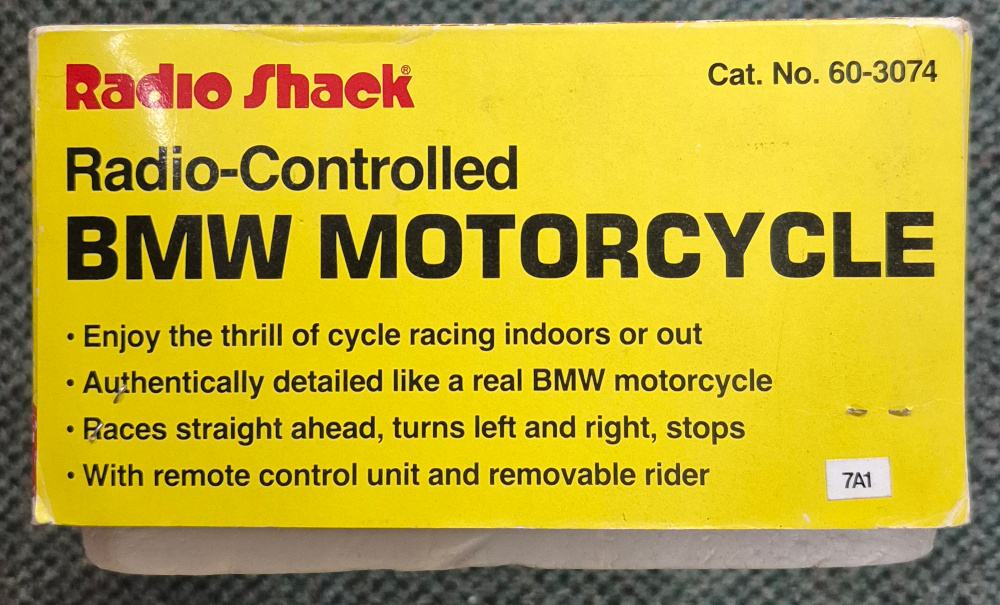 Radio Shack®
Cat. No. 60-3074
Radio-Controlled
BMW MOTORCYCLE
• Enjoy the thrill of cycle racing indoors or out
• Authentically detailed like a real BMW motorcycle
• Races straight ahead, turns left and right, stops
• With remote control unit and removable rider
7A1